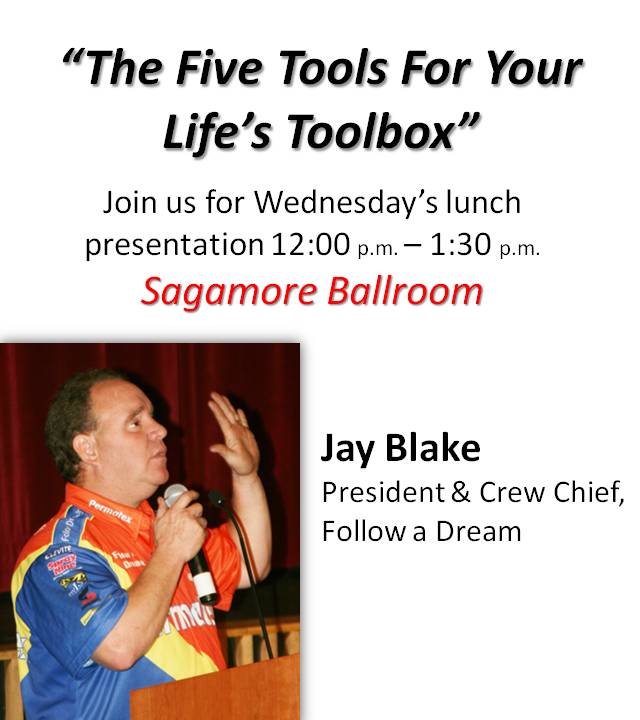 “The Five Tools For Your
Life’s Toolbox”
Join us for Wednesday’s lunch
presentation 12:00 p.m. – 1:30 p.m.
Sagamore Ballroom
Jay Blake
President & Crew Chief,
Follow a Dream
Permatex